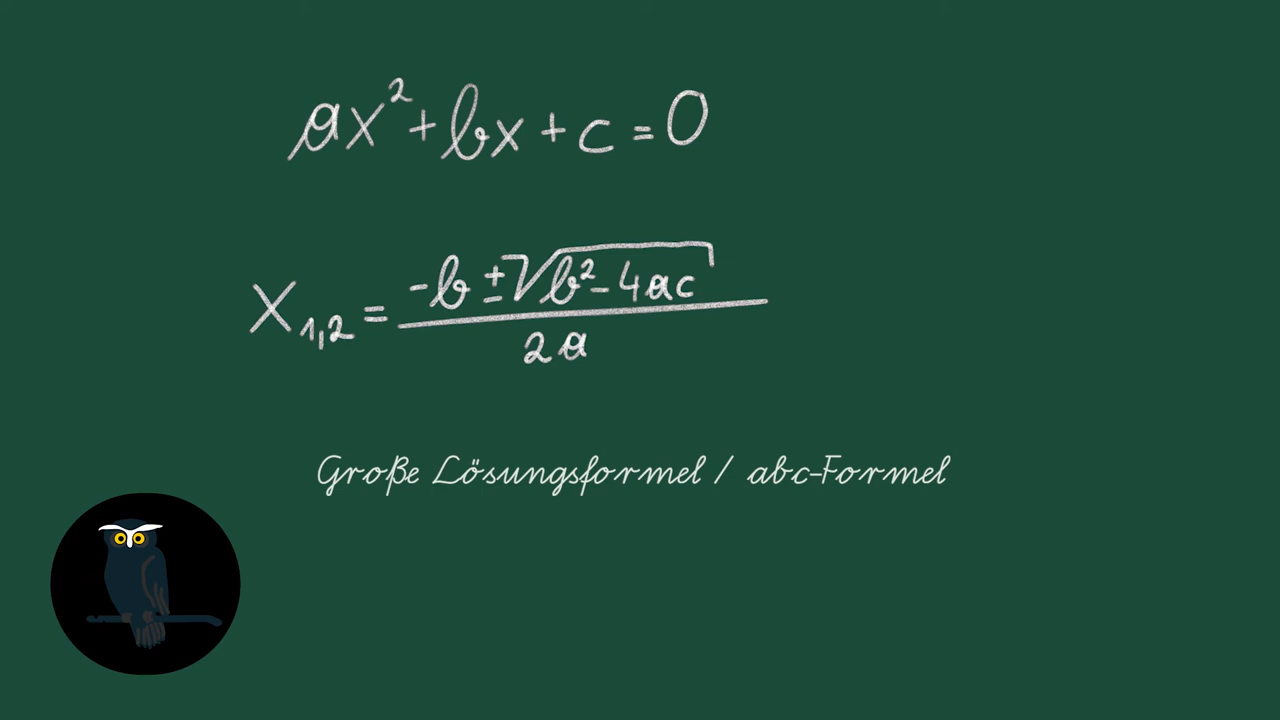 ax²+bx+c=0
x₁,₂ = (-b ± √(b²-4ac)) / 2a
Große Lösungsformel / abc-Formel